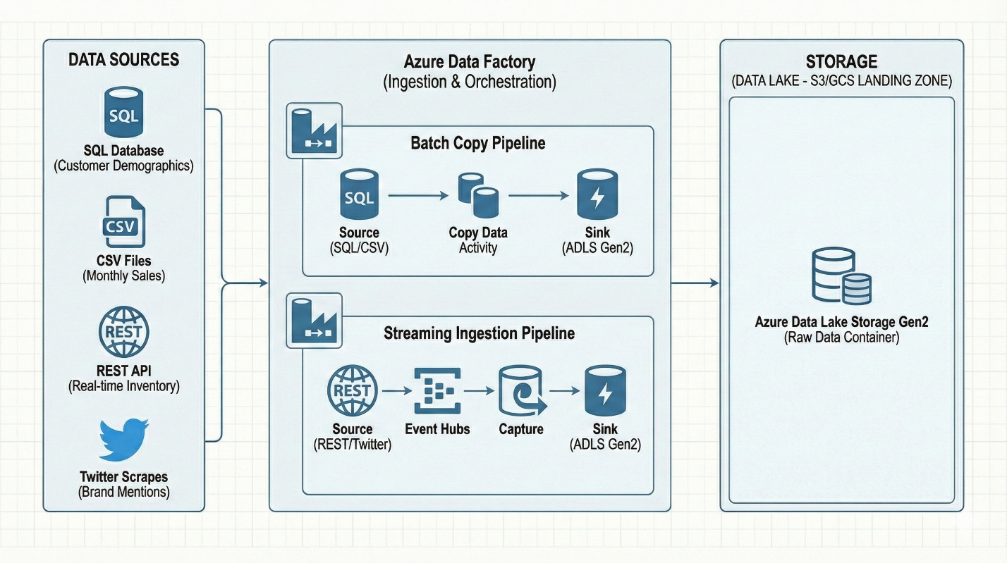 DATA SOURCES
SQL
SQL Database
(Customer Demographics)
CSV
CSV Files
(Monthly Sales)
REST
REST API
(Real-time Inventory)
Twitter Scrapes
(Brand Mentions)
Azure Data Factory
(Ingestion & Orchestration)
Batch Copy Pipeline
SQL
Source
(SQL/CSV)
Copy Data
Activity
Sink
(ADLS Gen2)
Streaming Ingestion Pipeline
REST
Source
(REST/Twitter)
Event Hubs
Capture
Sink
(ADLS Gen2)
STORAGE
(DATA LAKE - S3/GCS LANDING ZONE)
Azure Data Lake Storage Gen2
(Raw Data Container)